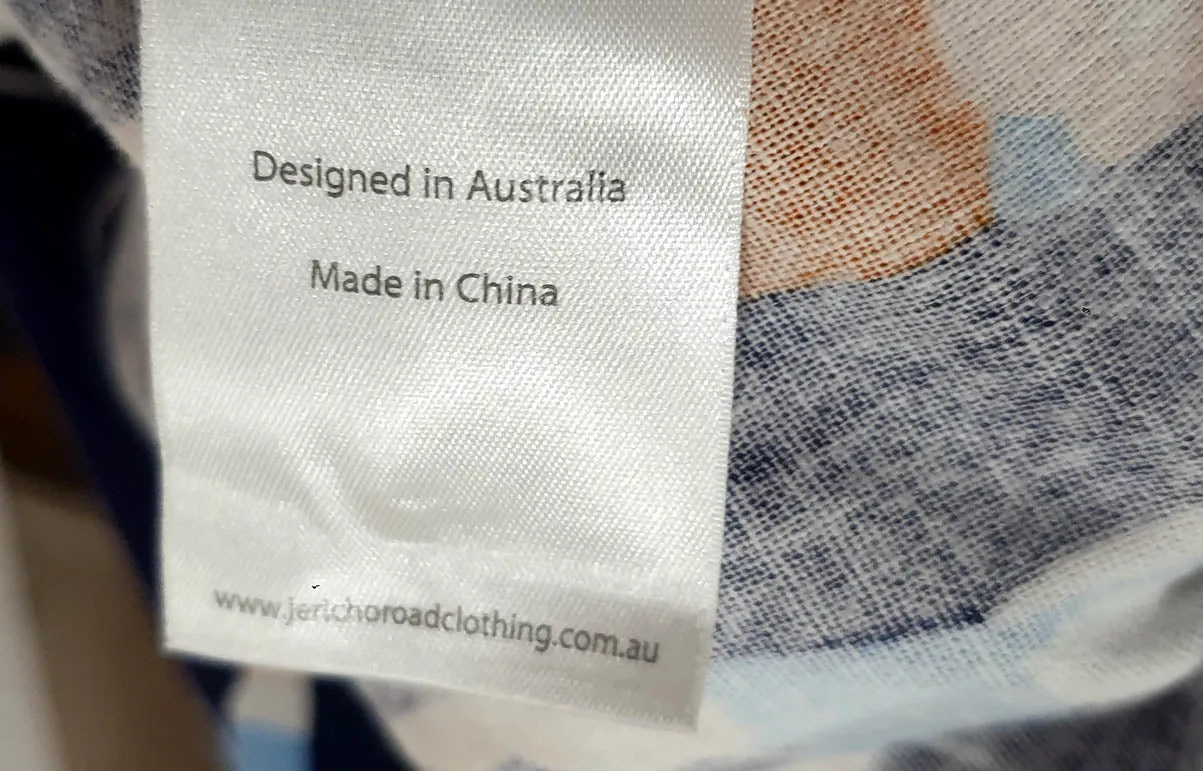 Designed in Australia
Made in China
www.jerichoroadclothing.com.au